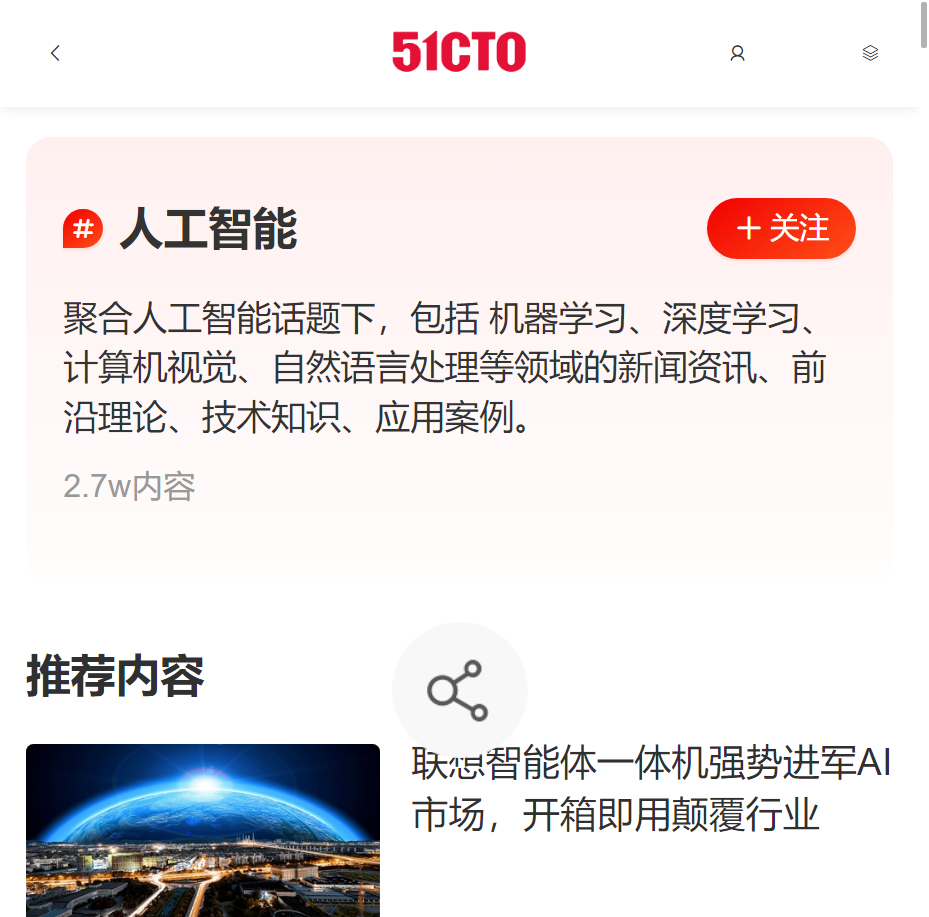 51CTO
# 人工智能
+ 关注
聚合人工智能话题下，包括 机器学习、深度学习、
计算机视觉、自然语言处理等领域的新闻资讯、前
沿理论、技术知识、应用案例。
2.7w内容
推荐内容
联想智能体一体机强势进军AI
市场，开箱即用颠覆行业